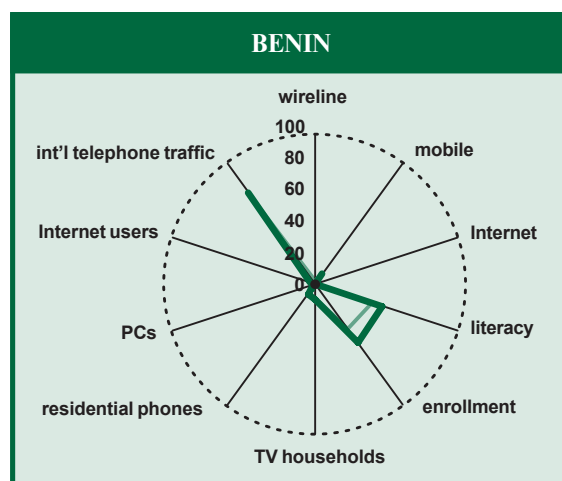 BENIN
wireline
100
80
60
40
20
0
int'l telephone traffic
mobile
Internet users
Internet
PCs
literacy
residential phones
enrollment
TV households